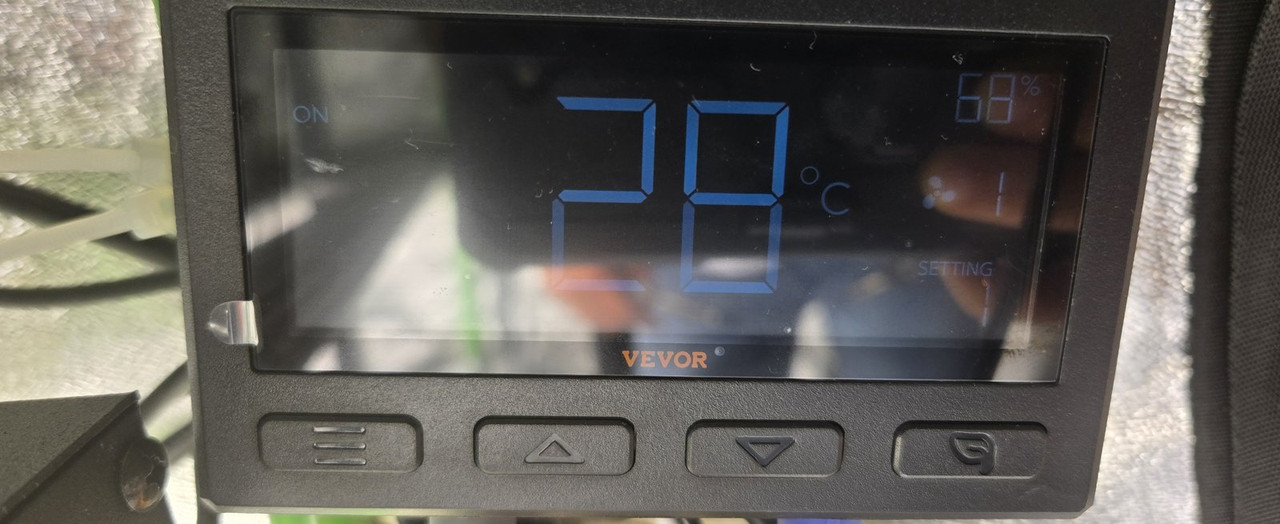 ON
28 °C
68%
1
SETTING
1
VEVOR